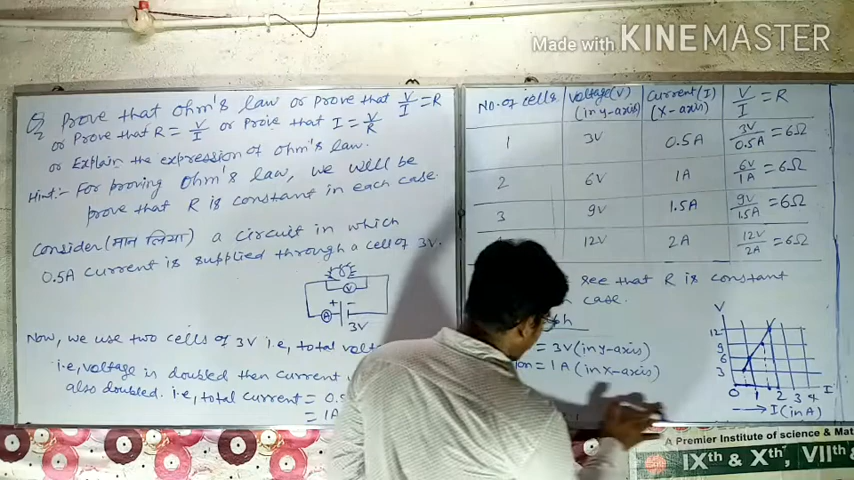 Made with KINEMASTER
Q2 Prove that ohm's law or prove that V/I = R
or Prove that R = V/I or Prove that I = V/R
or Explain the expression of ohm's law.
Hint:- For proving ohm's law, we will be
prove that R is constant in each case.
Consider (मान लिया) a circuit in which
0.5A current is supplied through a cell of 3V.
V
+ −
A
3V
Now, we use two cells of 3V i.e, total
i.e, voltage in doubled then current
also doubled. i.e, total current =
= 1A
No. of cells Voltage(V) (in y-axis) Current(I) (X-axis) V/I = R
1 3V 0.5A 3V/0.5A = 6Ω
2 6V 1A 6V/1A = 6Ω
3 9V 1.5A 9V/1.5A = 6Ω
12V 2A 12V/2A = 6Ω
see that R is constant
case.
= 3V (in y-axis)
= 1A (in x-axis)
V
12
9
6
3
0 1 2 3 4 I
→ I (in A)
A Premier Institute of science &
IXth & Xth, VIIth